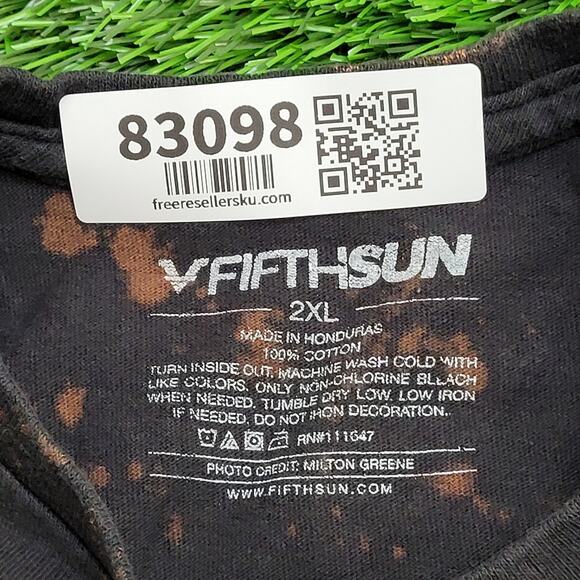 83098
freeresellersku.com
FIFTHSUN
2XL
MADE IN HONDURAS
100% COTTON
TURN INSIDE OUT. MACHINE WASH COLD WITH
LIKE COLORS. ONLY NON-CHLORINE BLEACH
WHEN NEEDED. TUMBLE DRY LOW. LOW IRON
IF NEEDED. DO NOT IRON DECORATION.
RN#111647
PHOTO CREDIT: MILTON GREENE
WWW.FIFTHSUN.COM